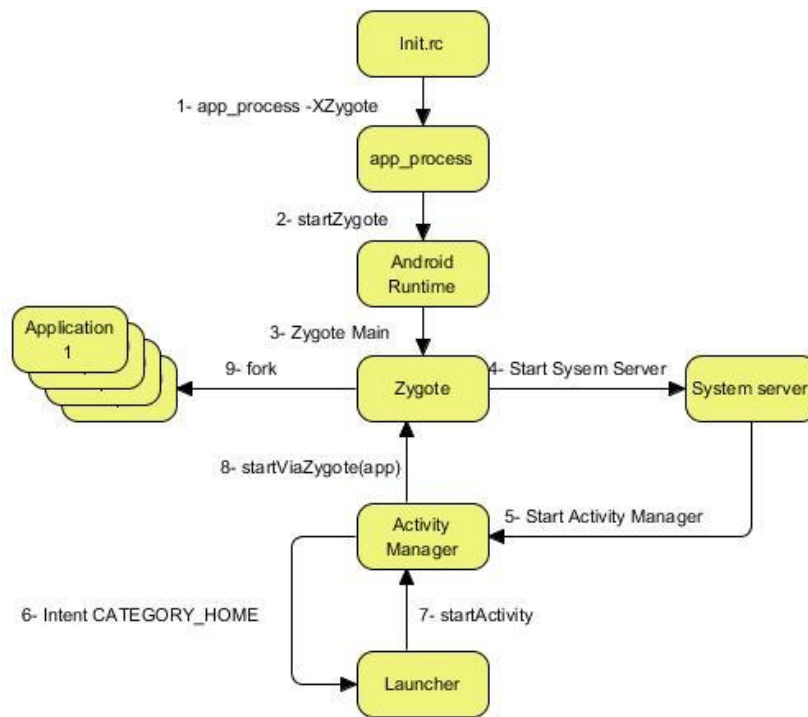 Init.rc
1- app_process -XZygote
app_process
2- startZygote
Android
Runtime
3- Zygote Main
Application
1
9- fork
Zygote
4- Start Sysem Server
System server
8- startViaZygote(app)
5- Start Activity Manager
Activity
Manager
6- Intent CATEGORY_HOME
7- startActivity
Launcher